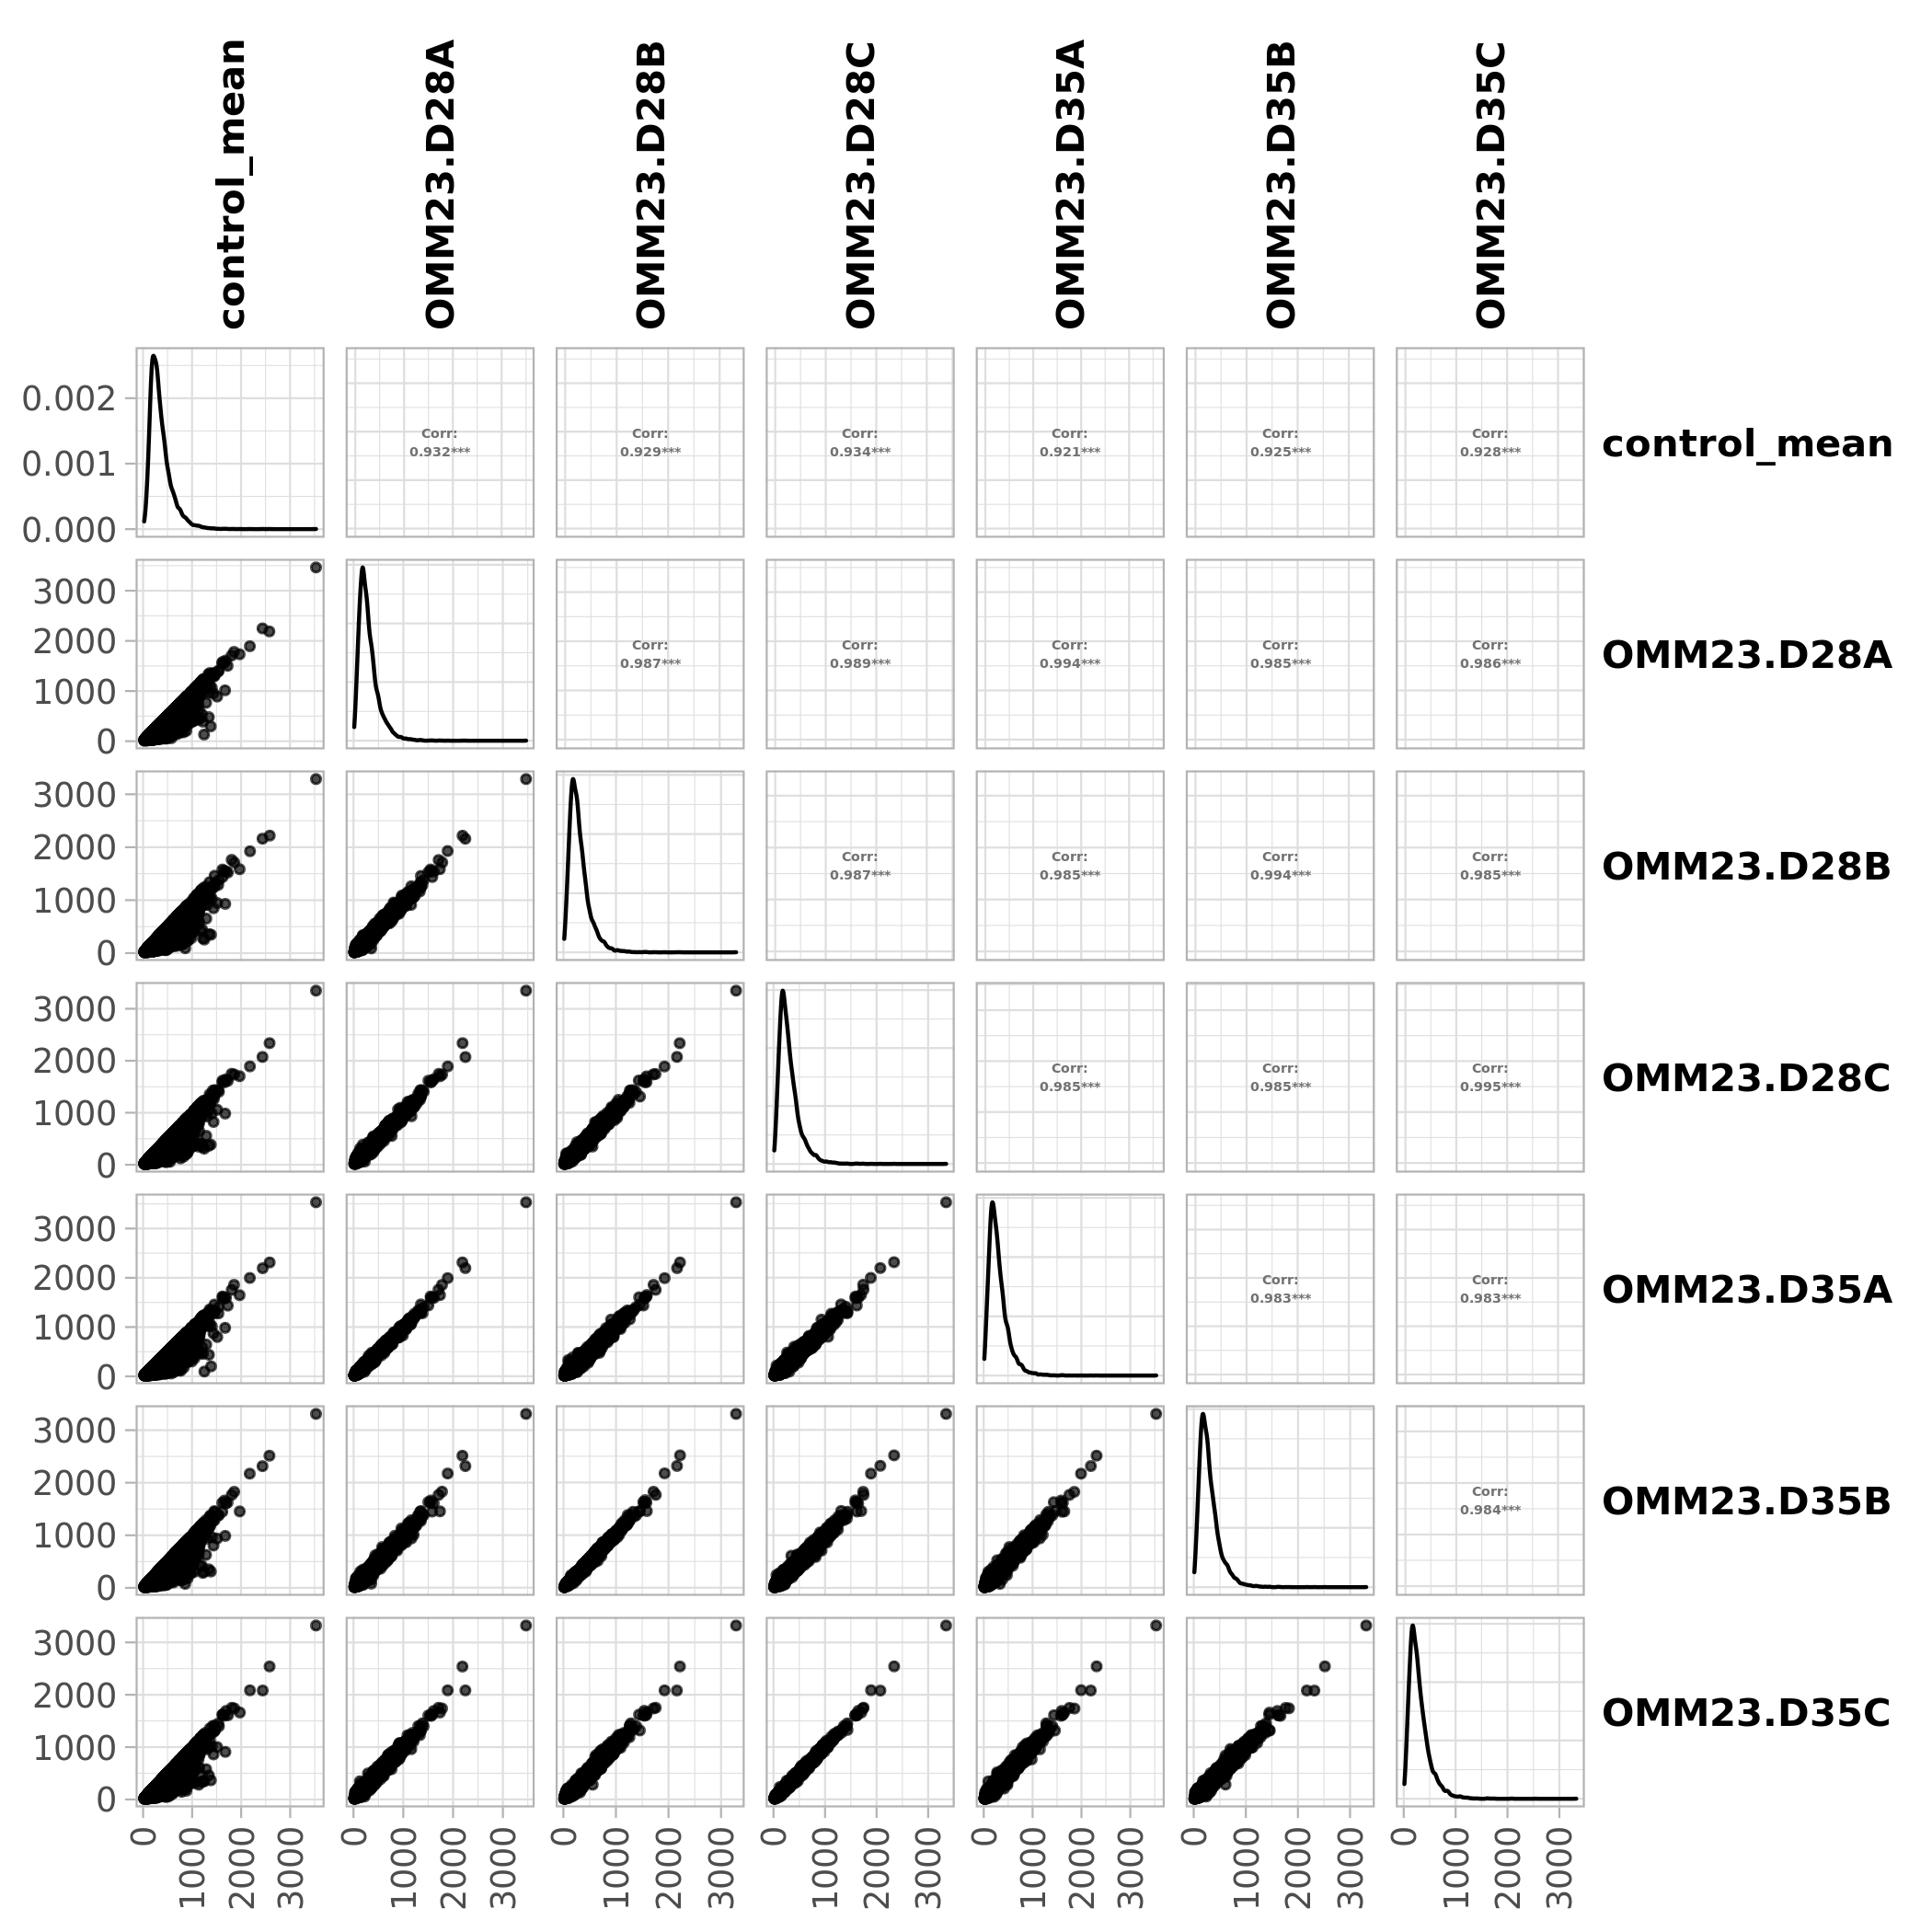 control_mean
OMM23.D28A
OMM23.D28B
OMM23.D28C
OMM23.D35A
OMM23.D35B
OMM23.D35C
0.002
0.001
0.000
Corr:
0.932***
Corr:
0.929***
Corr:
0.934***
Corr:
0.921***
Corr:
0.925***
Corr:
0.928***
control_mean
3000
2000
1000
0
Corr:
0.987***
Corr:
0.989***
Corr:
0.994***
Corr:
0.985***
Corr:
0.986***
OMM23.D28A
3000
2000
1000
0
Corr:
0.987***
Corr:
0.985***
Corr:
0.994***
Corr:
0.985***
OMM23.D28B
3000
2000
1000
0
Corr:
0.985***
Corr:
0.985***
Corr:
0.995***
OMM23.D28C
3000
2000
1000
0
Corr:
0.983***
Corr:
0.983***
OMM23.D35A
3000
2000
1000
0
Corr:
0.984***
OMM23.D35B
3000
2000
1000
0
OMM23.D35C
0
1000
2000
3000
0
1000
2000
3000
0
1000
2000
3000
0
1000
2000
3000
0
1000
2000
3000
0
1000
2000
3000
0
1000
2000
3000